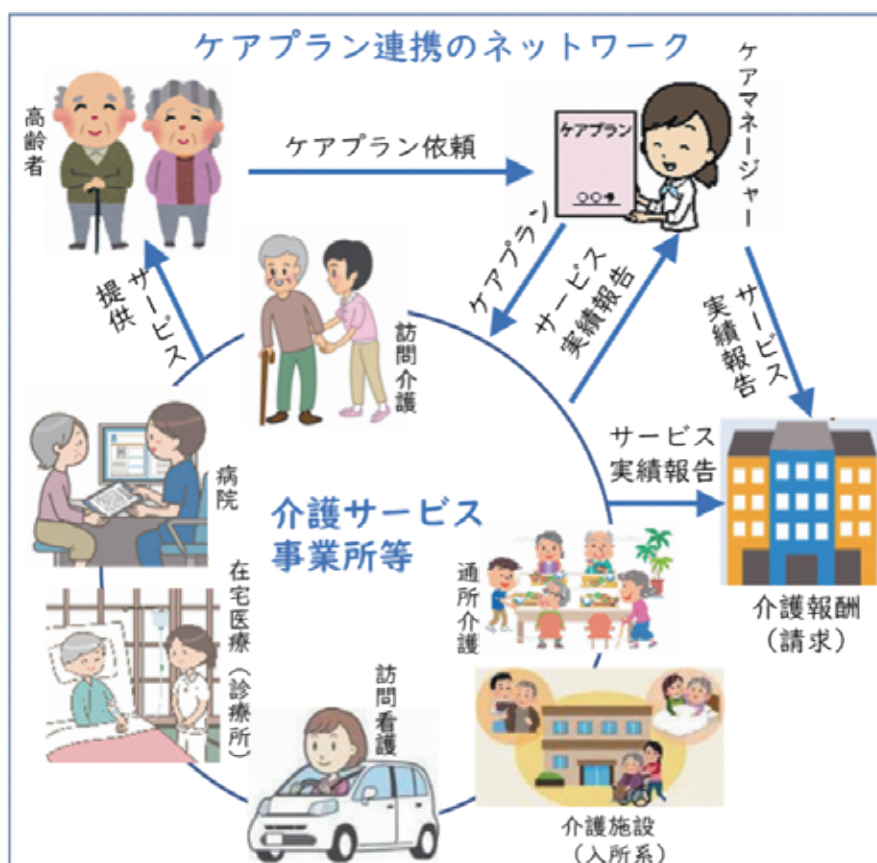 ケアプラン連携のネットワーク
高齢者
ケアプラン依頼
ケアプラン
○○
ケアマネージャー
サービス
提供
ケアプラン
サービス
実績報告
サービス
実績報告
訪問介護
病院
サービス
実績報告
介護サービス
事業所等
通所介護
介護報酬
(請求)
在宅医療(診療所)
訪問看護
介護施設
(入所系)